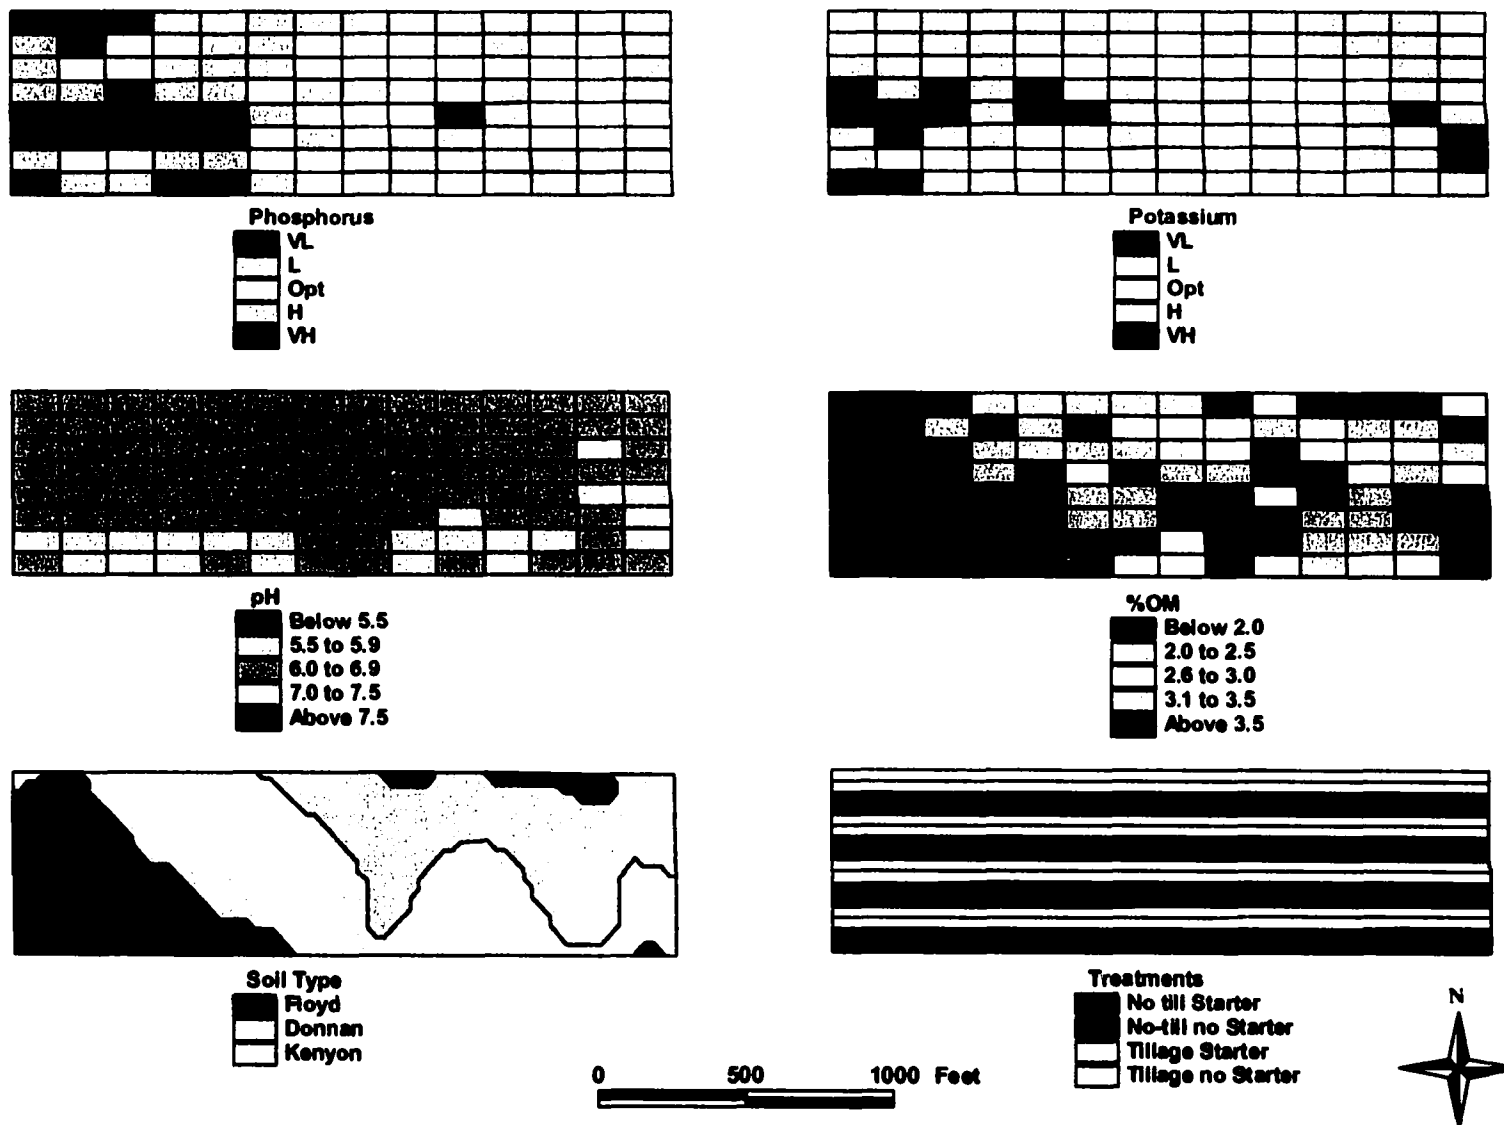 Phosphorus
VL
L
Opt
H
VH
Potassium
VL
L
Opt
H
VH
pH
Below 5.5
5.5 to 5.9
6.0 to 6.9
7.0 to 7.5
Above 7.5
%OM
Below 2.0
2.0 to 2.5
2.6 to 3.0
3.1 to 3.5
Above 3.5
Soil Type
Floyd
Donnan
Kenyon
Treatments
No till Starter
No-till no Starter
Tillage Starter
Tillage no Starter
N
0 500 1000 Feet